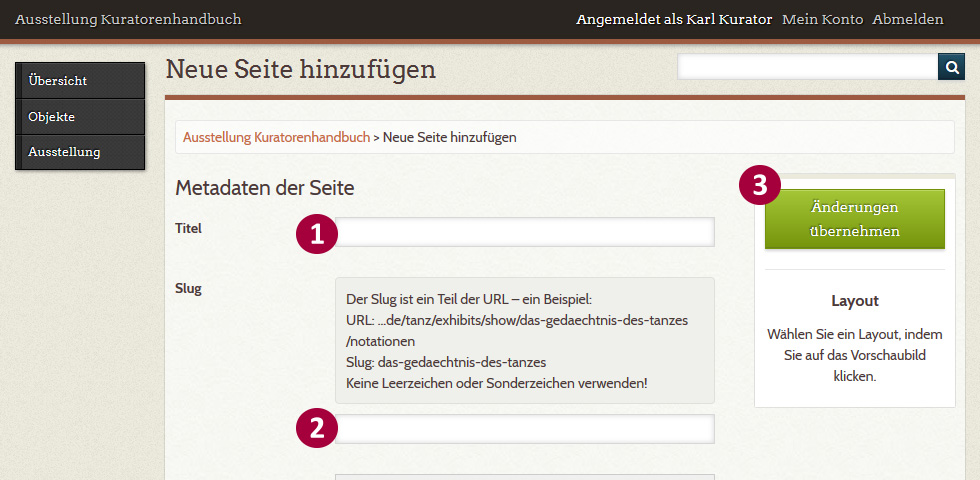 Ausstellung Kuratorenhandbuch
Angemeldet als Karl Kurator Mein Konto Abmelden
Übersicht
Objekte
Ausstellung
Neue Seite hinzufügen
Ausstellung Kuratorenhandbuch > Neue Seite hinzufügen
Metadaten der Seite
Titel
1
Slug
Der Slug ist ein Teil der URL – ein Beispiel:
URL: ...de/tanz/exhibits/show/das-gedaechtnis-des-tanzes
/notationen
Slug: das-gedaechtnis-des-tanzes
Keine Leerzeichen oder Sonderzeichen verwenden!
2
3
Änderungen
übernehmen
Layout
Wählen Sie ein Layout, indem
Sie auf das Vorschaubild
klicken.